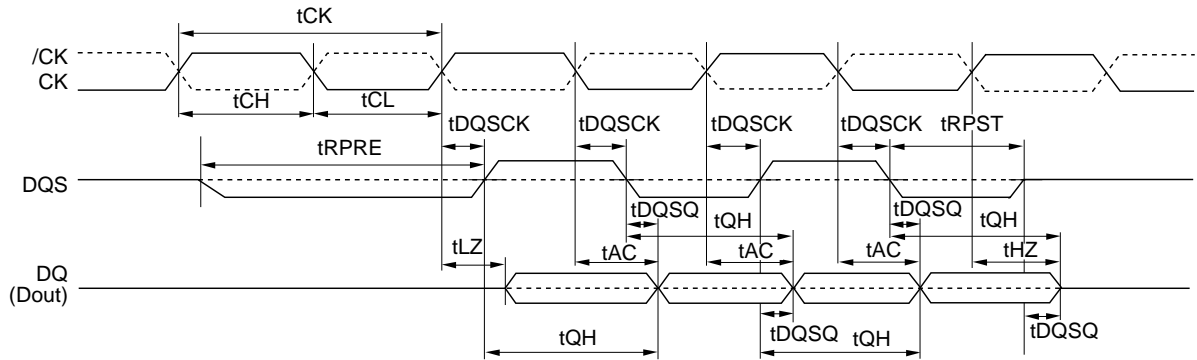 tCK
/CK
CK
tCH tCL
tDQSCK tDQSCK tDQSCK tDQSCK tRPST
tRPRE
DQS
tDQSQ tDQSQ
tQH tQH
tLZ tAC tAC tAC tHZ
DQ
(Dout)
tDQSQ tDQSQ
tQH tQH